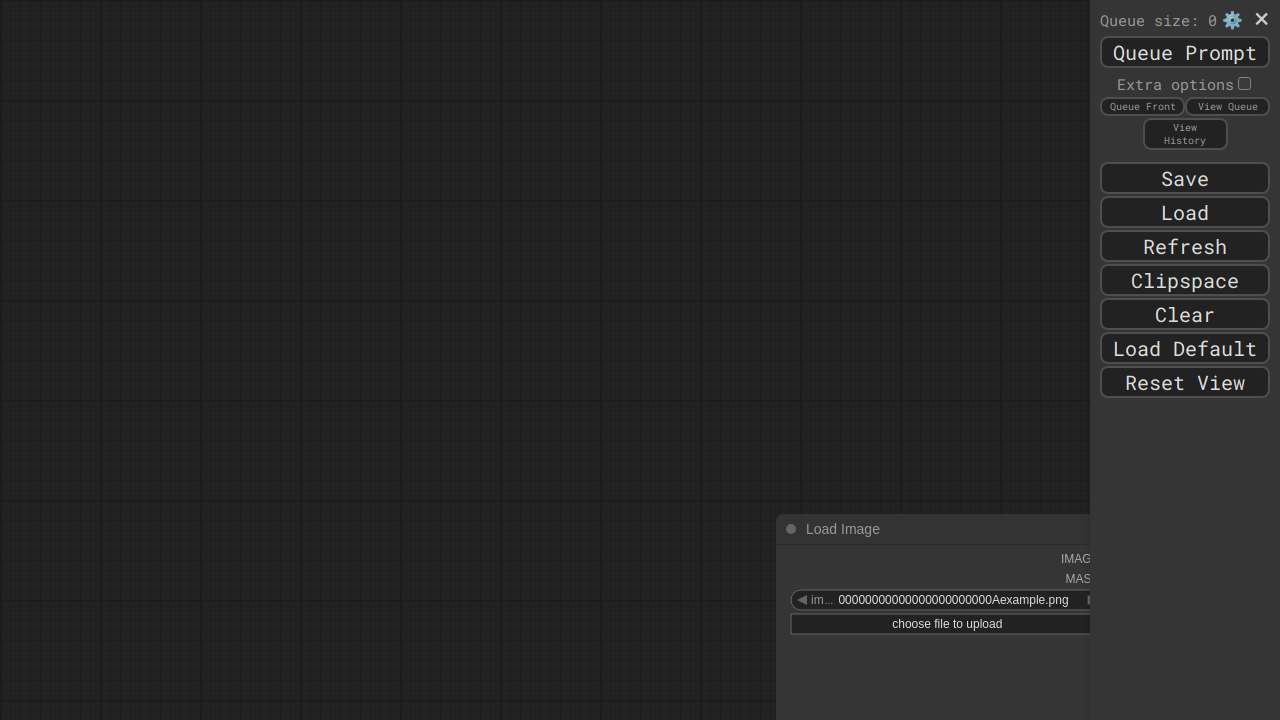 Queue size: 0
Queue Prompt
Extra options
Queue Front
View Queue
View
History
Save
Load
Refresh
Clipspace
Clear
Load Default
Reset View
Load Image
IMAG
MAS
im... 00000000000000000000000Aexample.png
choose file to upload